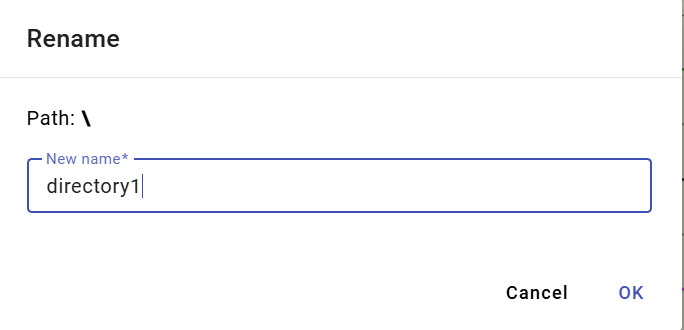 Rename
Path: \
New name*
directory1
Cancel OK